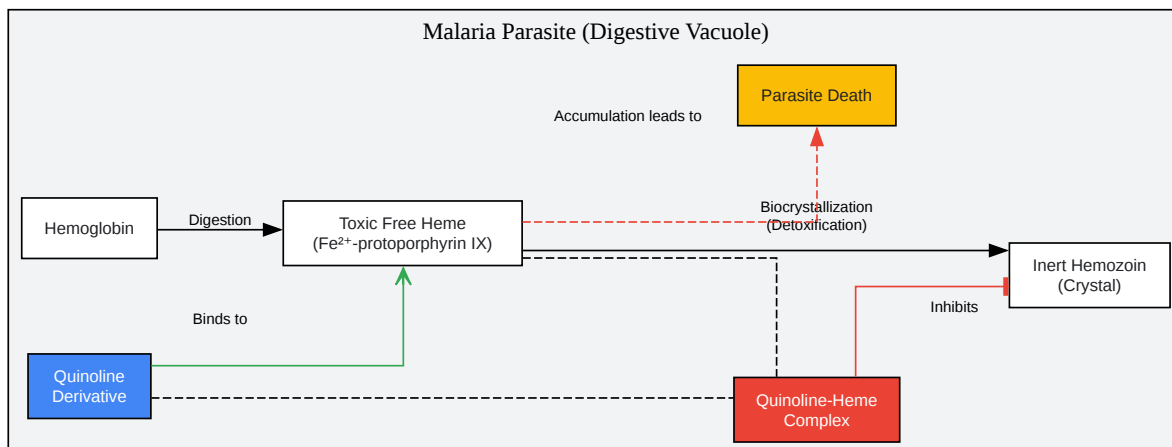 Malaria Parasite (Digestive Vacuole)
Parasite Death
Accumulation leads to
Hemoglobin
Digestion
Toxic Free Heme
(Fe²⁺-protoporphyrin IX)
Biocrystallization
(Detoxification)
Inert Hemozoin
(Crystal)
Binds to
Inhibits
Quinoline
Derivative
Quinoline-Heme
Complex